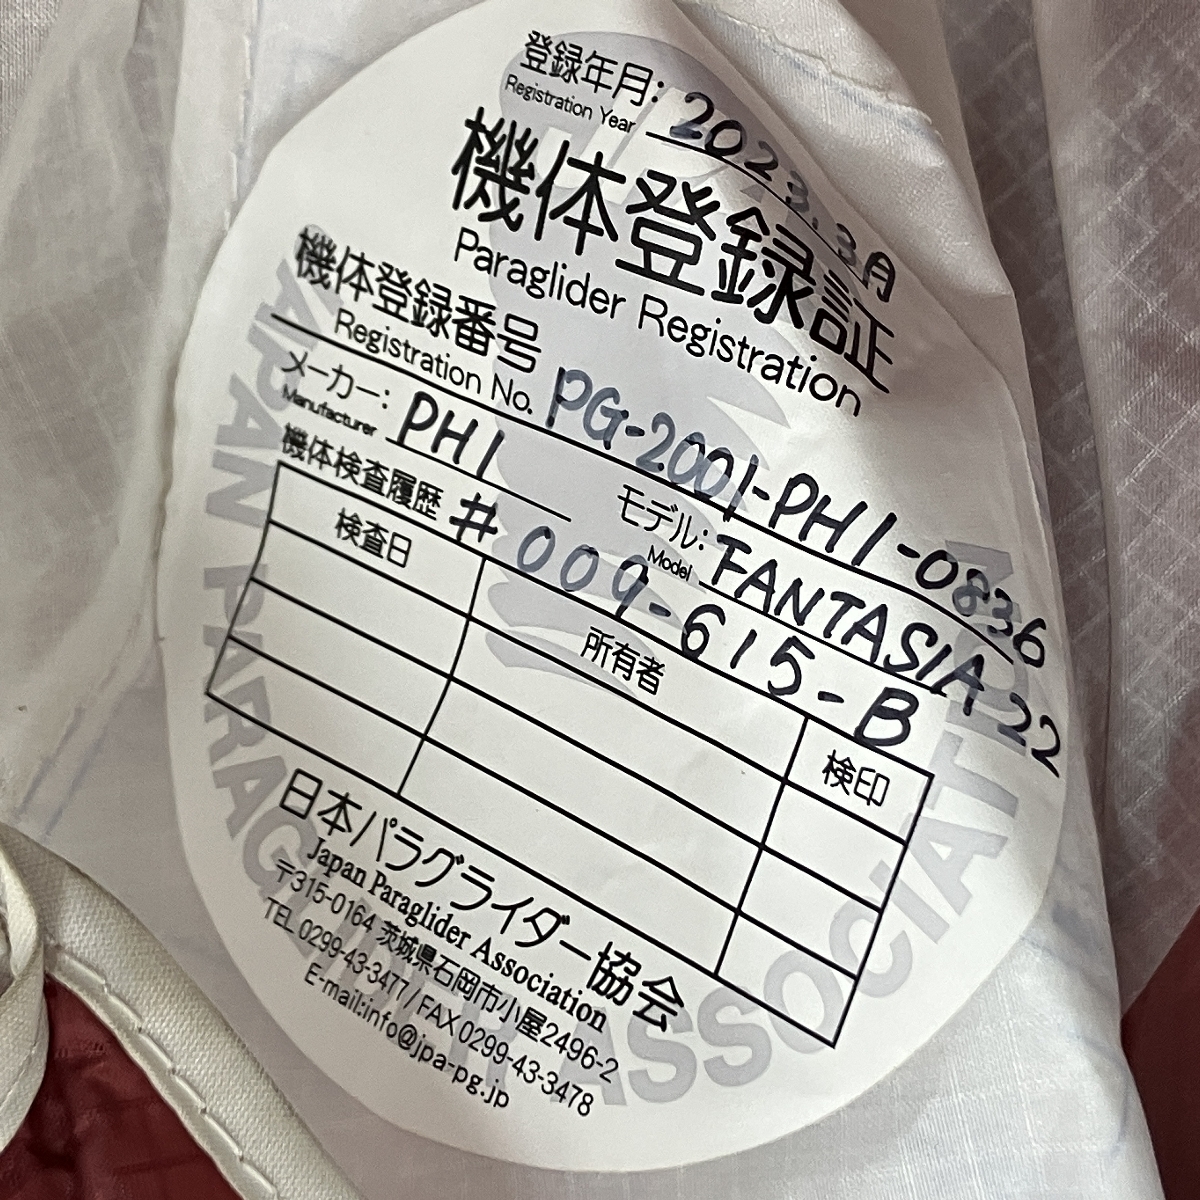 登録年月: 2023.3月
Registration Year
機体登録証
Paraglider Registration
機体登録番号 PG-2001-PHI-0836
Registration No.
メーカー: PHI モデル: FANTASIA 22
Manufacturer Model
機体検査履歴 # 009-615-B
検査日 所有者 検印
日本パラグライダー協会
Japan Paraglider Association
〒315-0164 茨城県石岡市小屋2496-2
TEL 0299-43-3477 / FAX 0299-43-3478
E-mail:info@jpa-pg.jp
JAPAN PARAGLIDER ASSOCIATION